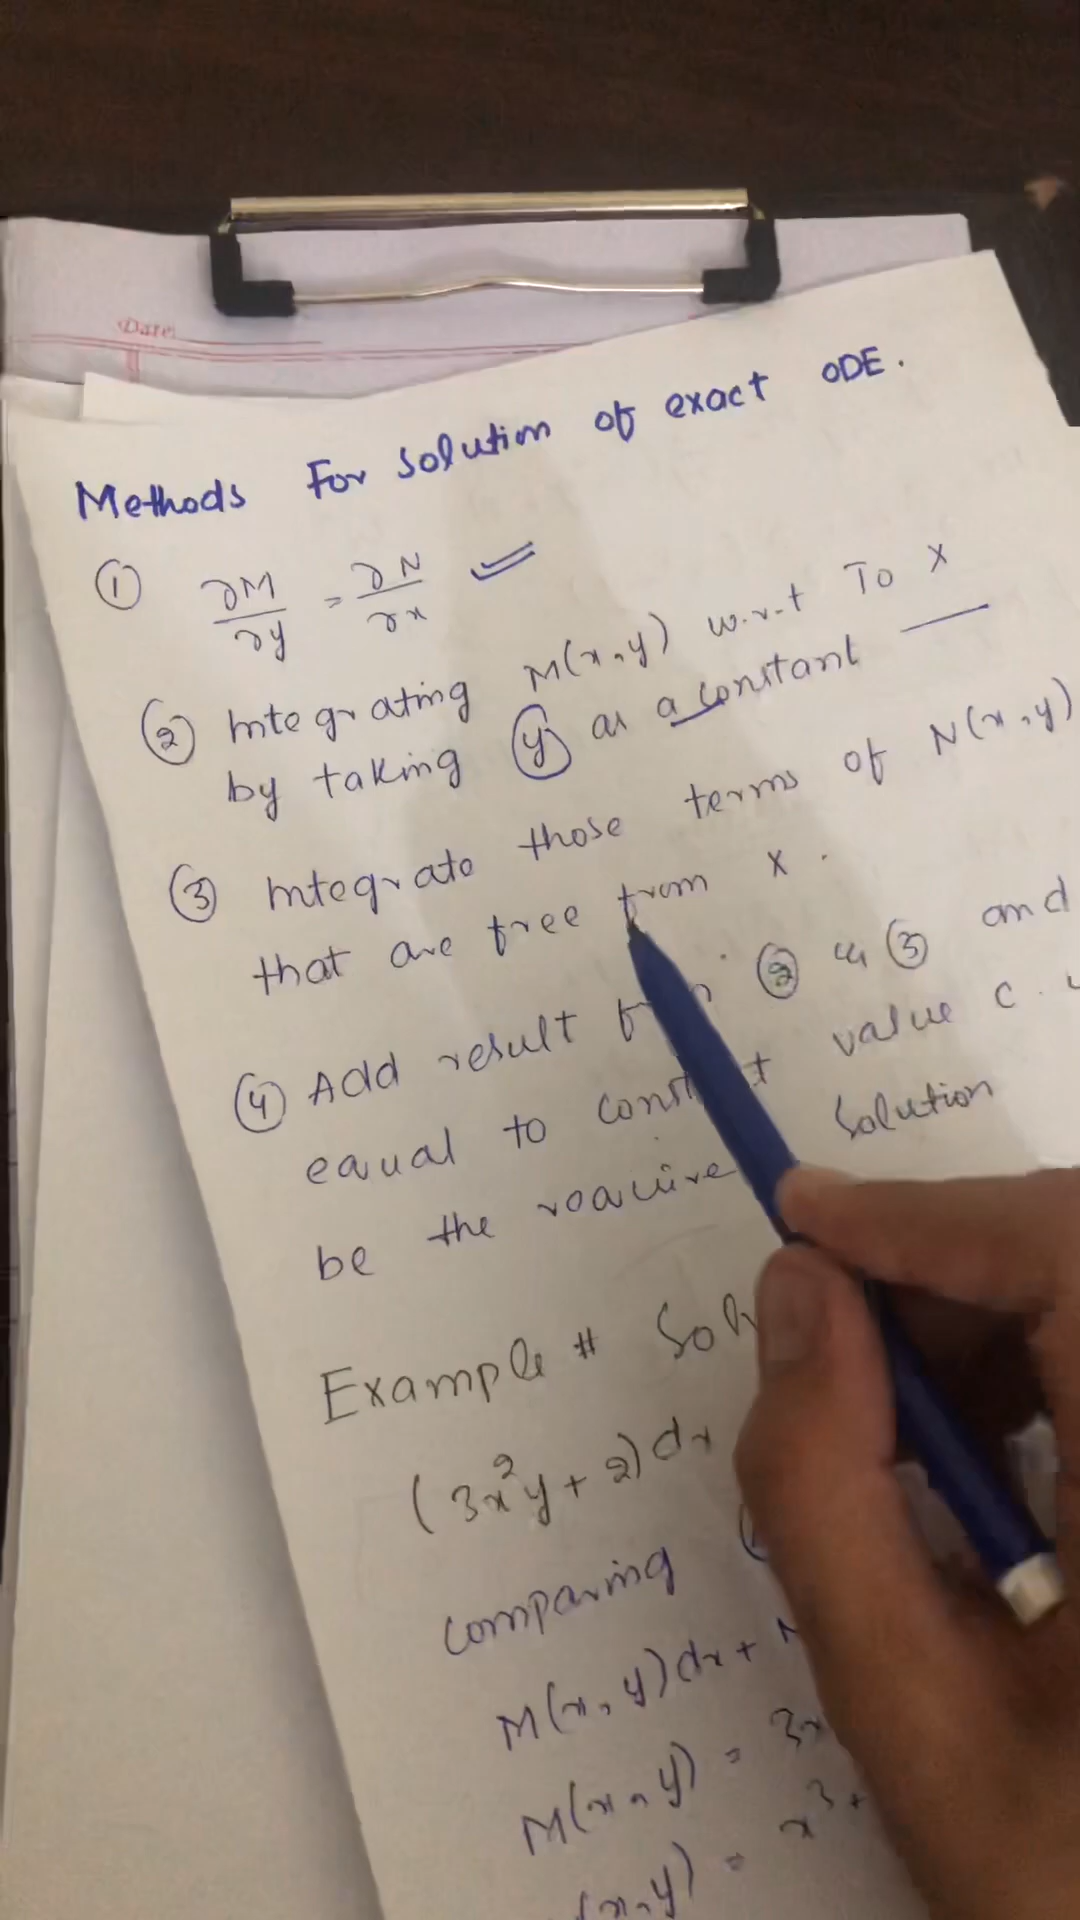 Date:
Methods For solution of exact ODE.
① ∂M/∂y = ∂N/∂x
② Integrating M(x,y) w.r.t To x
by taking y as a constant
③ Integrate those terms of N(x,y)
that are free from x.
④ Add result ② & ③ and
equal to value c.
be the solution
Example #
(3x²y+2)dx
comparing
M(x,y)dx +
M(x,y) = 3x
(x,y) = x³ +